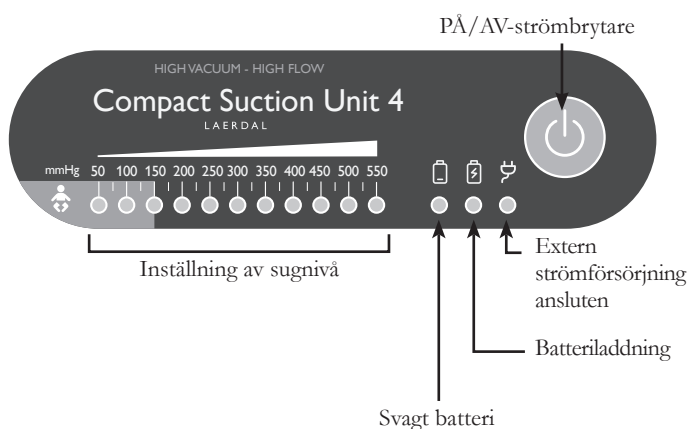 PÅ/AV-strömbrytare
HIGH VACUUM - HIGH FLOW
Compact Suction Unit 4
LAERDAL
mmHg 50 100 150 200 250 300 350 400 450 500 550
Inställning av sugnivå
Extern
strömförsörjning
ansluten
Batteriladdning
Svagt batteri